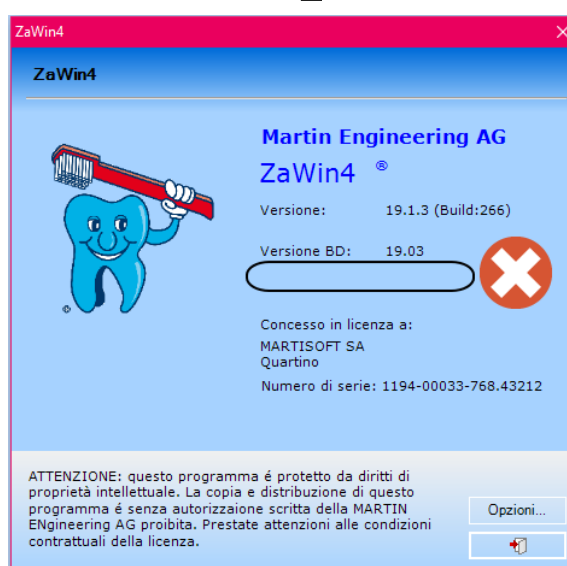 ZaWin4
ZaWin4
Martin Engineering AG
ZaWin4 ®
Versione: 19.1.3 (Build:266)
Versione BD: 19.03
©
Concesso in licenza a:
MARTISOFT SA
Quartino
Numero di serie: 1194-00033-768.43212
ATTENZIONE: questo programma é protetto da diritti di
proprietà intellettuale. La copia e distribuzione di questo
programma é senza autorizzaione scritta della MARTIN
ENgineering AG proibita. Prestate attenzioni alle condizioni
contrattuali della licenza.
Opzioni...